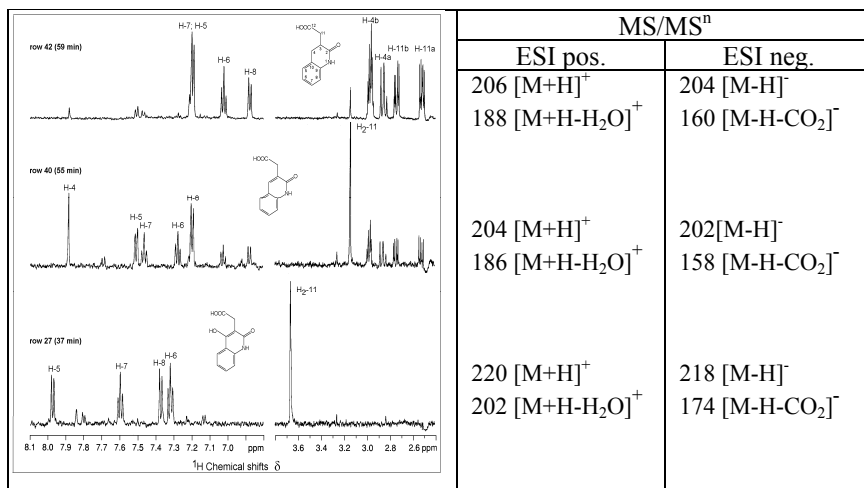 MS/MSⁿ
ESI pos. ESI neg.
row 42 (59 min)
H-7; H-5
H-6
H-8
HOOC
12
11
O
NH
H-4b
H-4a
H-11b
H-11a
206 [M+H]⁺ 204 [M-H]⁻
188 [M+H-H₂O]⁺ 160 [M-H-CO₂]⁻
row 40 (55 min)
H-4
H-5
H-7
H-6
HOOC
O
NH
H₂-11
204 [M+H]⁺ 202[M-H]⁻
186 [M+H-H₂O]⁺ 158 [M-H-CO₂]⁻
row 27 (37 min)
H-5
H-7
H-8
H-6
HOOC
HO
O
NH
H₂-11
220 [M+H]⁺ 218 [M-H]⁻
202 [M+H-H₂O]⁺ 174 [M-H-CO₂]⁻
8.1 8.0 7.9 7.8 7.7 7.6 7.5 7.4 7.3 7.2 7.1 7.0 ppm 3.8 3.6 3.4 3.2 3.0 2.8 2.6 ppm
¹H Chemical shifts δ